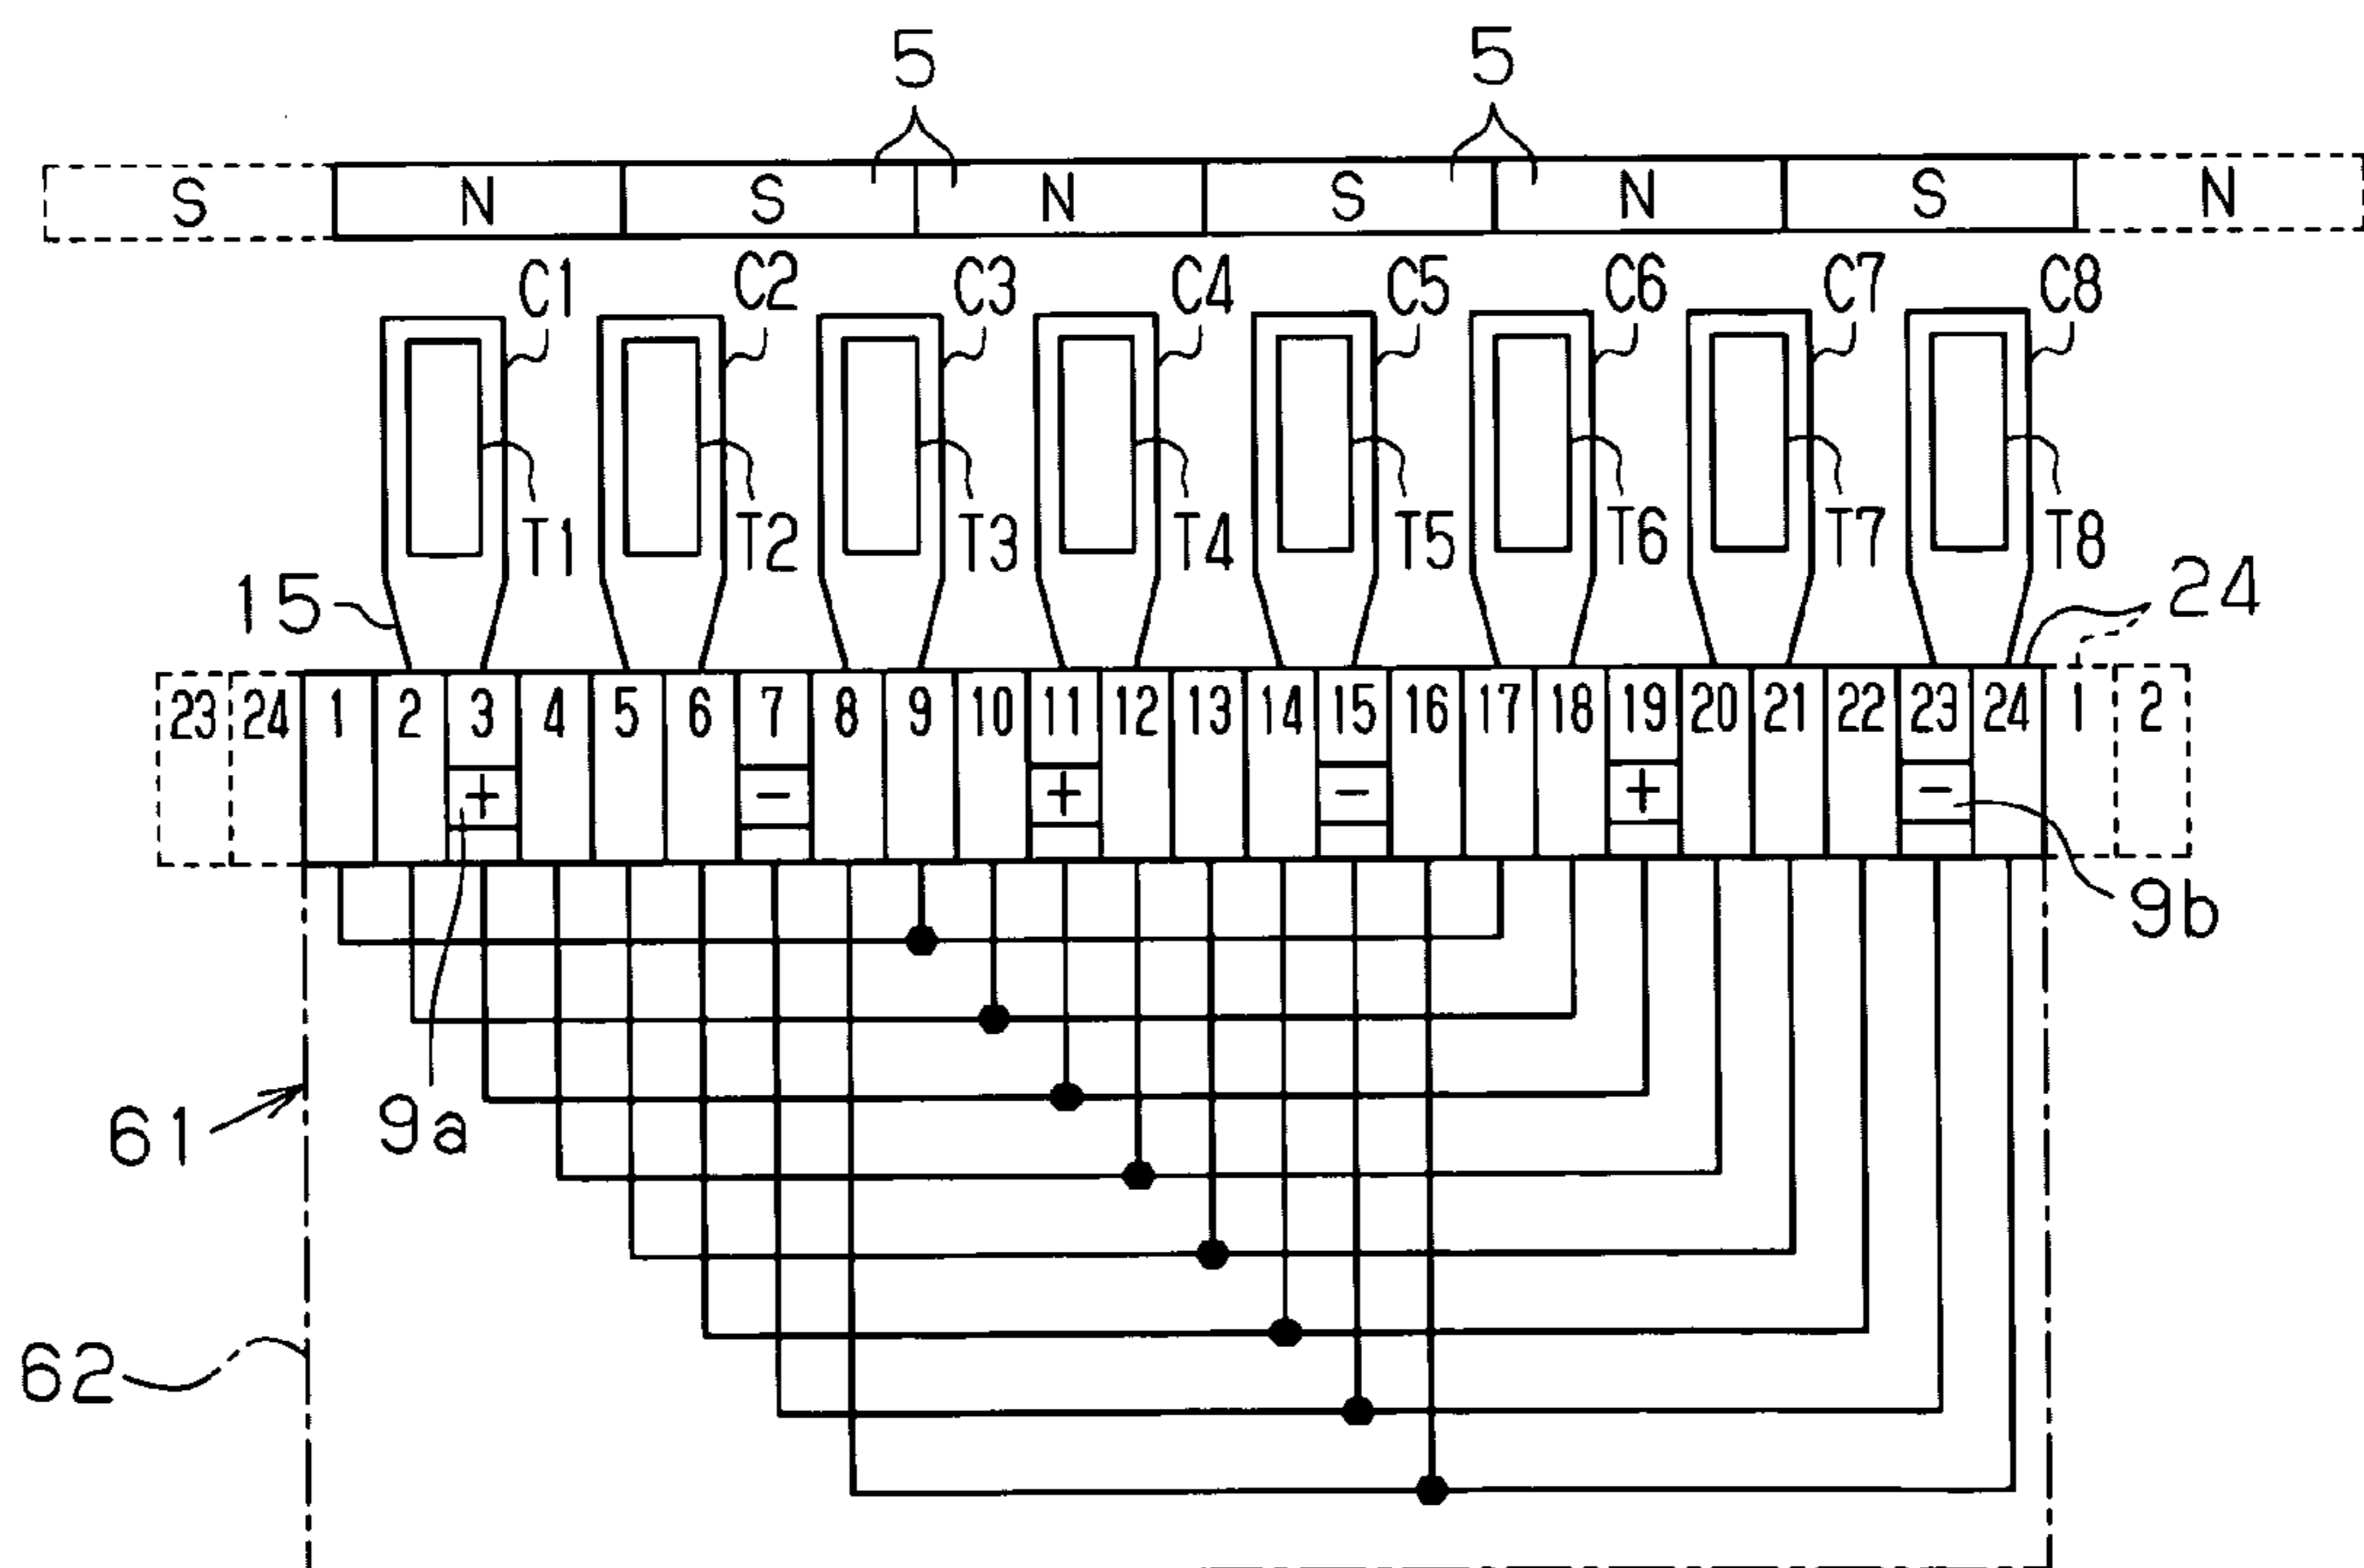 5 5
S N S N S N S N
C1 C2 C3 C4 C5 C6 C7 C8
T1 T2 T3 T4 T5 T6 T7 T8
15 24
23 24 1 2 3 4 5 6 7 8 9 10 11 12 13 14 15 16 17 18 19 20 21 22 23 24 1 2
+ − + − + −
9b
61 9a
62